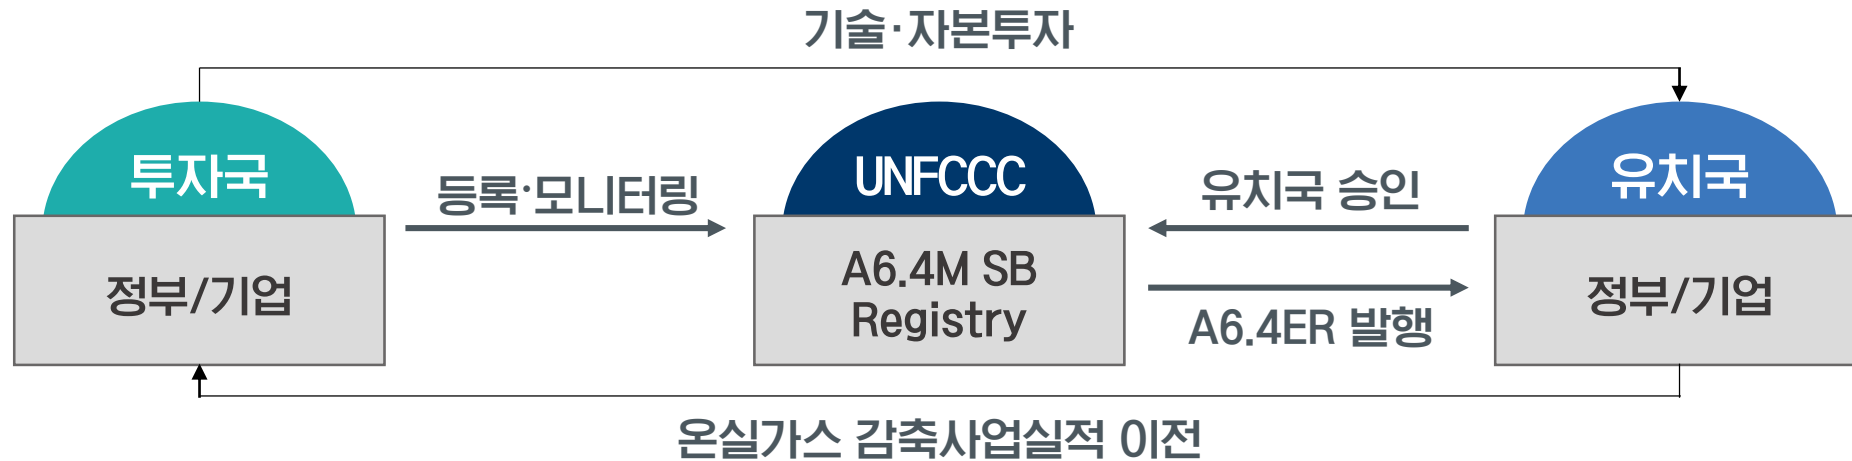 기술·자본투자
투자국
UNFCCC
유치국
등록·모니터링
유치국 승인
정부/기업
A6.4M SB
Registry
정부/기업
A6.4ER 발행
온실가스 감축사업실적 이전